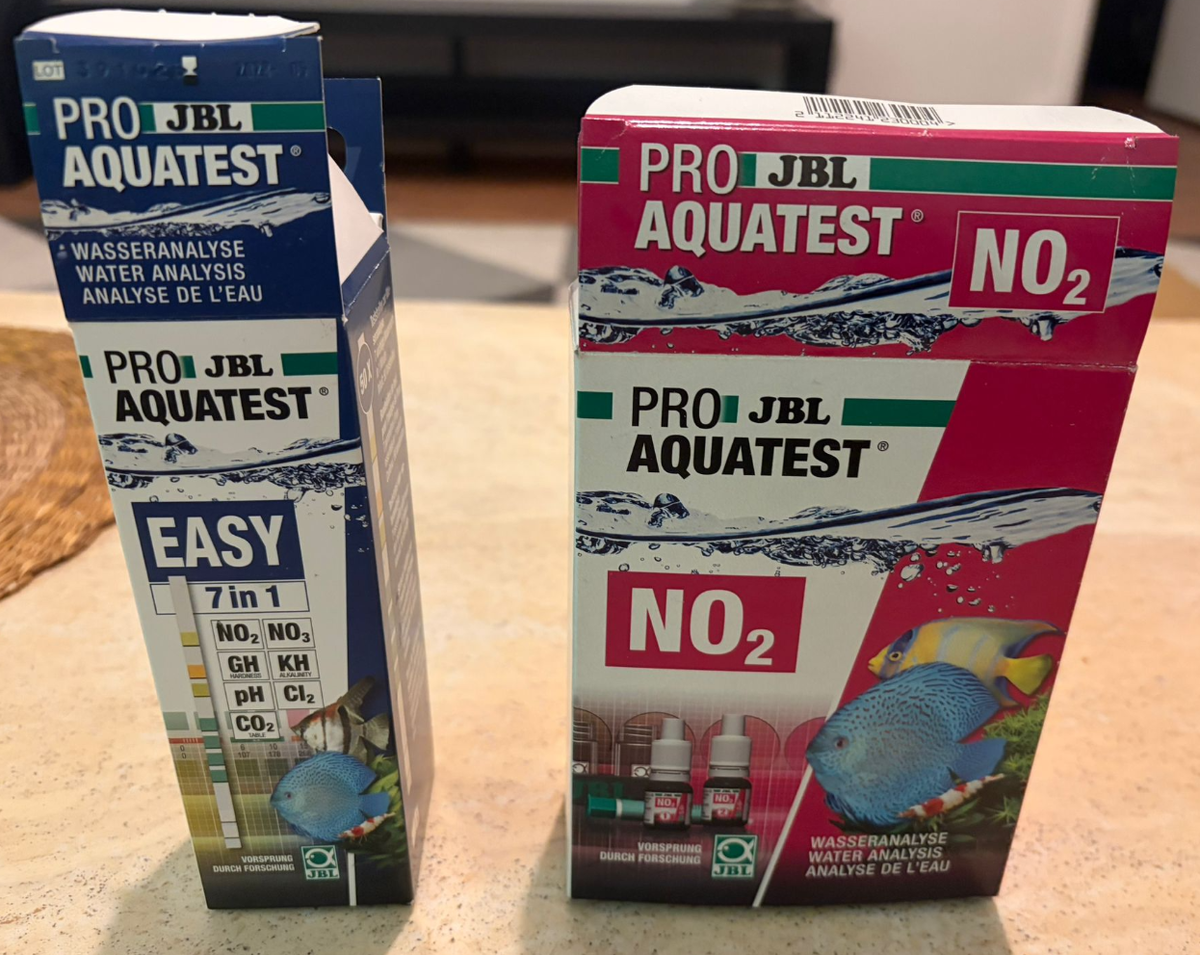 LOT
PRO JBL
AQUATEST®
WASSERANALYSE
WATER ANALYSIS
ANALYSE DE L'EAU
PRO JBL
AQUATEST®
EASY
7 in 1
NO2 NO3
GH KH
HARDNESS ALKALINITY
pH Cl2
CO2
TABLE
VORSPRUNG
DURCH FORSCHUNG
JBL
PRO JBL
AQUATEST®
NO2
PRO JBL
AQUATEST®
NO2
NO2
NO2
VORSPRUNG
DURCH FORSCHUNG
JBL
WASSERANALYSE
WATER ANALYSIS
ANALYSE DE L'EAU